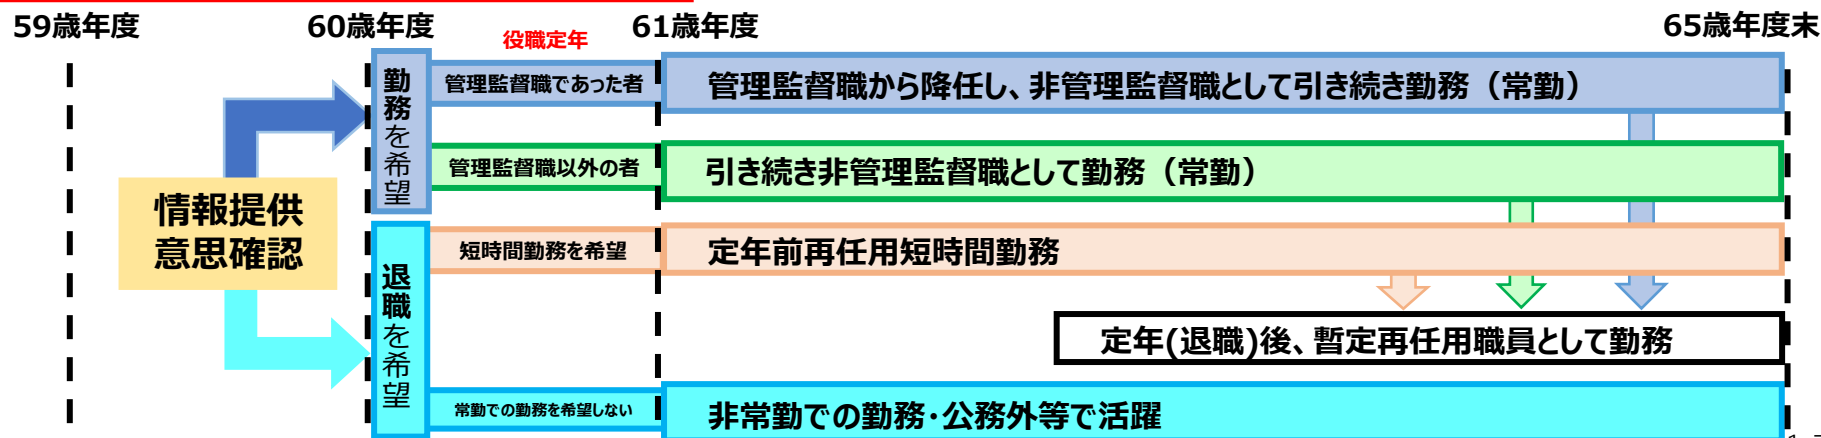 59歳年度
60歳年度
役職定年
61歳年度
65歳年度末
勤務を希望
管理監督職であった者
管理監督職から降任し、非管理監督職として引き続き勤務（常勤）
管理監督職以外の者
引き続き非管理監督職として勤務（常勤）
情報提供
意思確認
退職を希望
短時間勤務を希望
定年前再任用短時間勤務
定年(退職)後、暫定再任用職員として勤務
常勤での勤務を希望しない
非常勤での勤務･公務外等で活躍